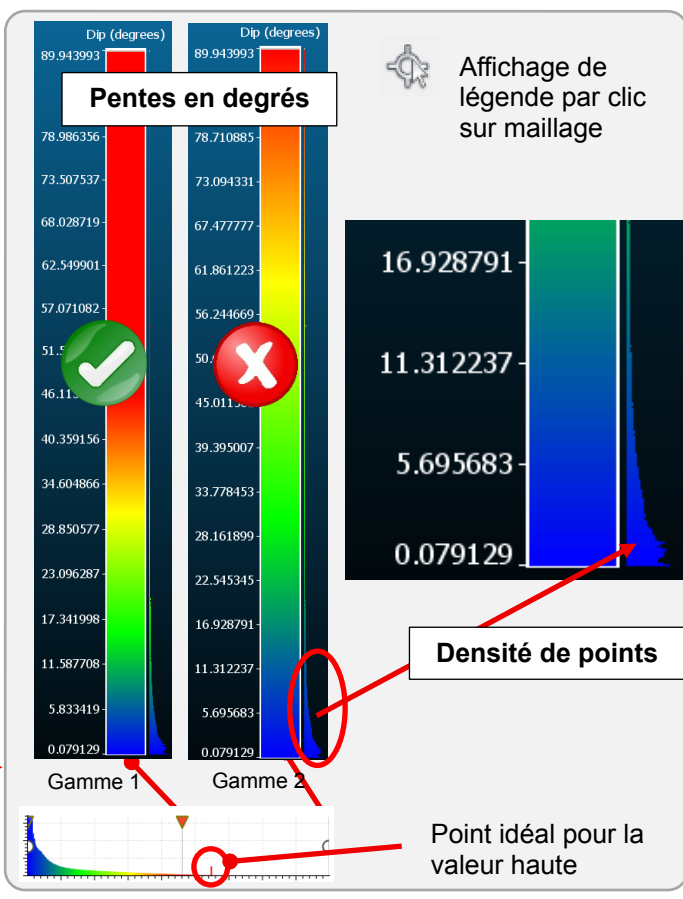 Dip (degrees)
89.943993
78.986356
73.507537
68.028719
62.549901
57.071082
40.359156
34.604866
28.850577
23.096287
17.341998
11.587708
5.833419
0.079129
Gamme 1
Dip (degrees)
89.943993
78.710885
73.094331
67.477777
61.861223
56.244669
39.395007
33.778453
28.161899
22.545345
16.928791
11.312237
5.695683
0.079129
Gamme 2
Pentes en degrés
Affichage de
légende par clic
sur maillage
16.928791
11.312237
5.695683
0.079129
Densité de points
Point idéal pour la
valeur haute